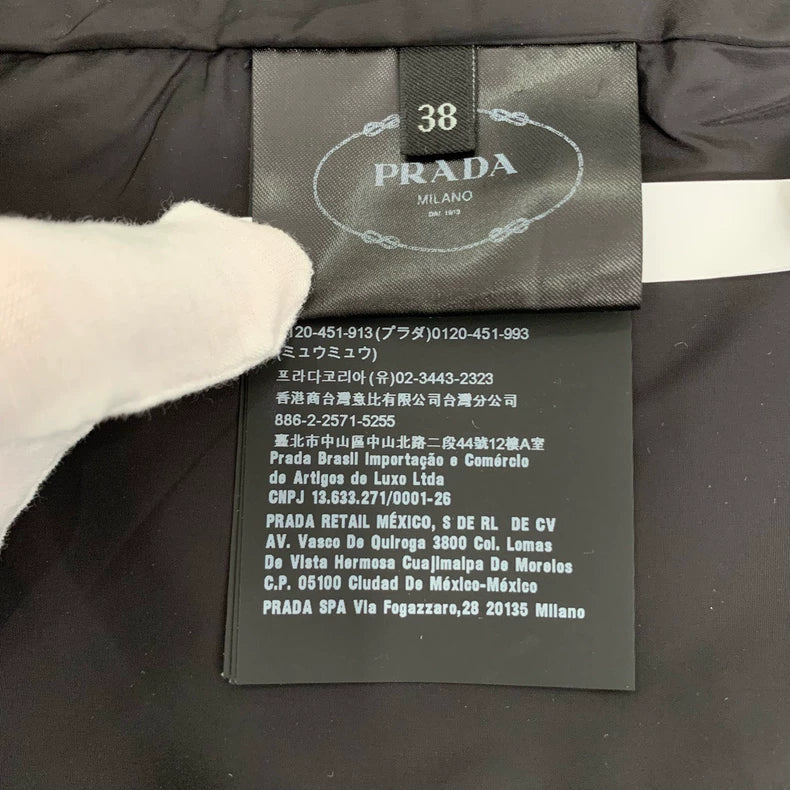 38
PRADA
MILANO
DAL 1913
120-451-913(プラダ)0120-451-993
(ミュウミュウ)
프라다코리아(유)02-3443-2323
香港商台灣意比有限公司台灣分公司
886-2-2571-5255
臺北市中山區中山北路二段44號12樓A室
Prada Brasil Importação e Comércio
de Artigos de Luxo Ltda
CNPJ 13.633.271/0001-26
PRADA RETAIL MÉXICO, S DE RL DE CV
AV. Vasco De Quiroga 3800 Col. Lomas
De Vista Hermosa Cuajimalpa De Morelos
C.P. 05100 Ciudad De México-México
PRADA SPA Via Fogazzaro,28 20135 Milano